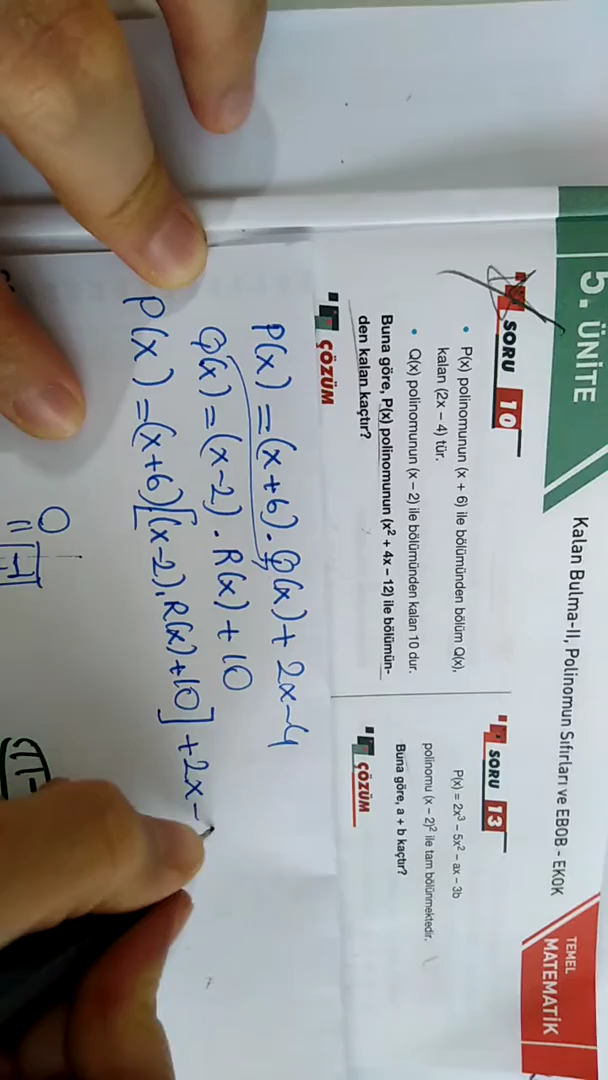 5. ÜNİTE
Kalan Bulma-II, Polinomun Sıfırları ve EBOB - EKOK
TEMEL
MATEMATİK
SORU 10
• P(x) polinomunun (x + 6) ile bölümünden bölüm Q(x),
kalan (2x – 4) tür.
• Q(x) polinomunun (x – 2) ile bölümünden kalan 10 dur.
Buna göre, P(x) polinomunun (x² + 4x – 12) ile bölümün-
den kalan kaçtır?
ÇÖZÜM
P(x) = (x+6) . Q(x) + 2x-4
Q(x) = (x-2) . R(x) + 10
P(x) = (x+6)[(x-2).R(x)+10] + 2x-
SORU 13
P(x) = 2x³ – 5x² – ax – 3b
polinomu (x – 2)² ile tam bölünmektedir.
Buna göre, a + b kaçtır?
ÇÖZÜM